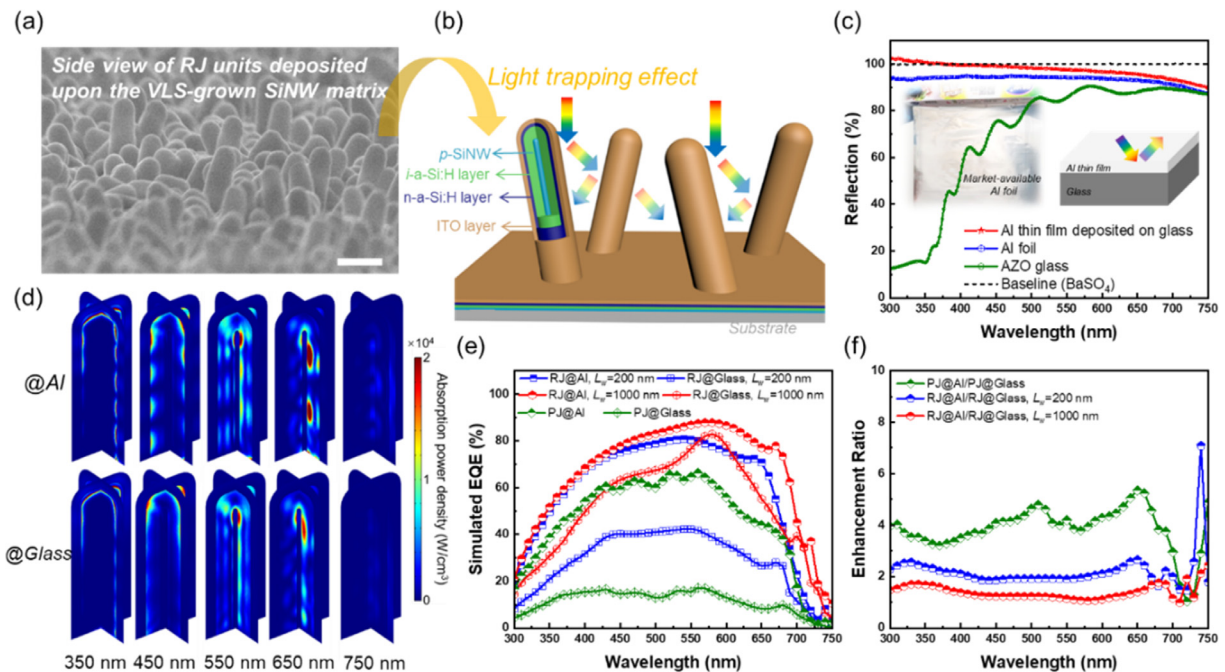 (a)
Side view of RJ units deposited
upon the VLS-grown SiNW matrix
(b)
Light trapping effect
p-SiNW
i-a-Si:H layer
n-a-Si:H layer
ITO layer
Substrate
(c)
Reflection (%)
100
80
60
40
20
0
Market-available
Al foil
Al thin film
Glass
Al thin film deposited on glass
Al foil
AZO glass
Baseline (BaSO4)
300 350 400 450 500 550 600 650 700 750
Wavelength (nm)
(d)
@Al
@Glass
350 nm 450 nm 550 nm 650 nm 750 nm
×10⁴
2
1
0
Absorption power density (W/cm³)
(e)
Simulated EQE (%)
100
80
60
40
20
0
RJ@Al, Lw=200 nm RJ@Glass, Lw=200 nm
RJ@Al, Lw=1000 nm RJ@Glass, Lw=1000 nm
PJ@Al PJ@Glass
300 350 400 450 500 550 600 650 700 750
Wavelength (nm)
(f)
Enhancement Ratio
10
8
6
4
2
0
PJ@Al/PJ@Glass
RJ@Al/RJ@Glass, Lw=200 nm
RJ@Al/RJ@Glass, Lw=1000 nm
300 350 400 450 500 550 600 650 700 750
Wavelength (nm)